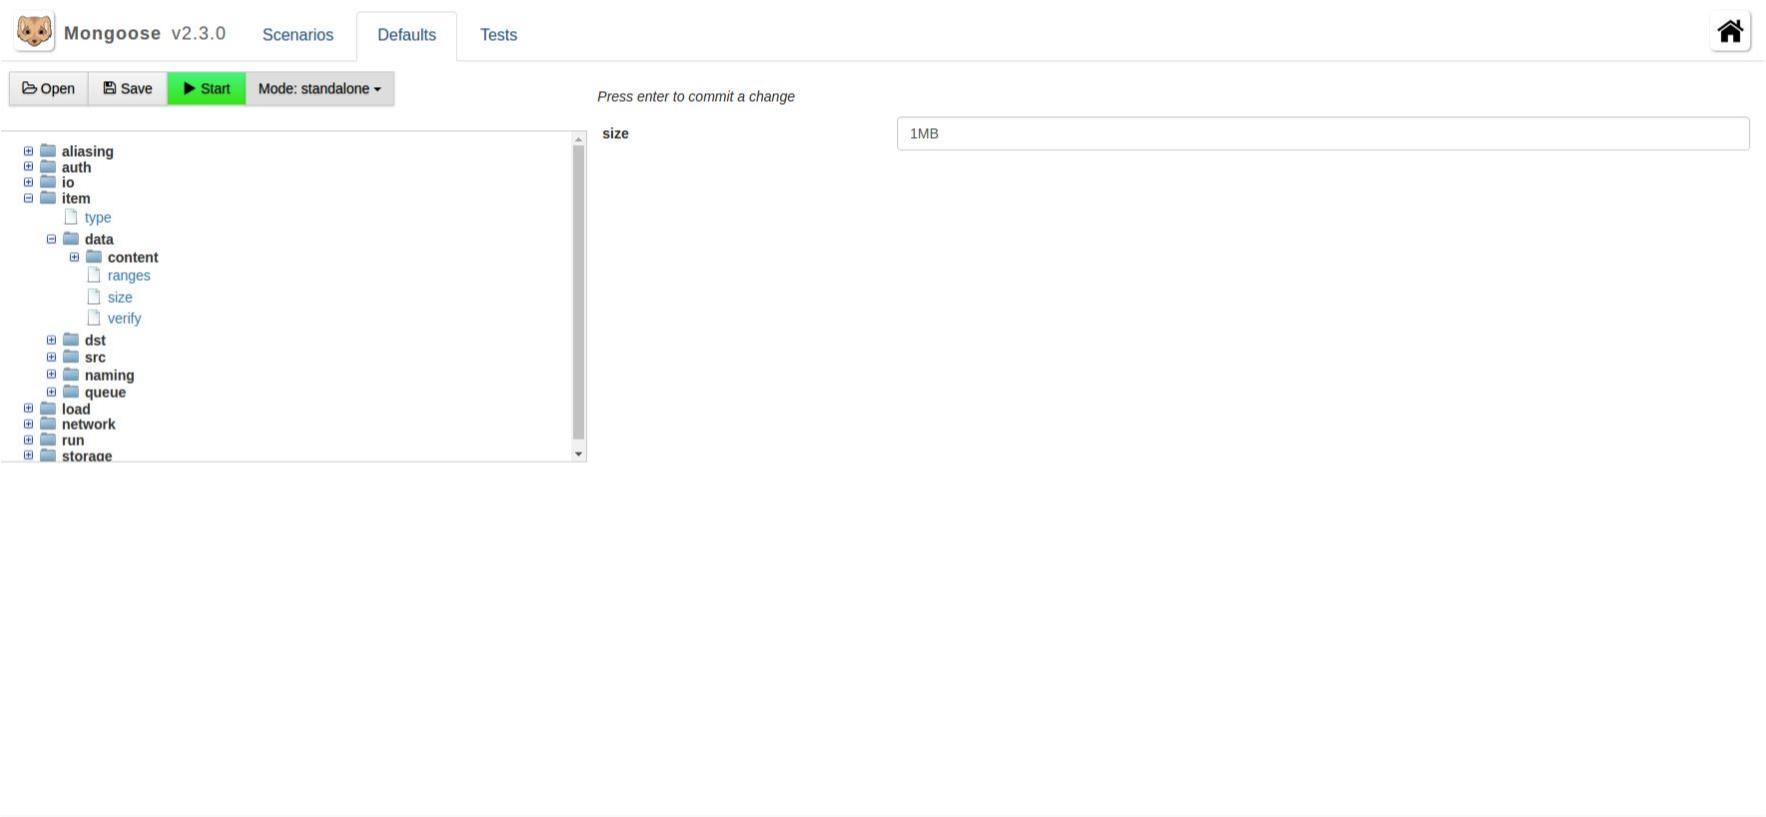 Mongoose v2.3.0 Scenarios Defaults Tests
Open Save Start Mode: standalone
Press enter to commit a change
size 1MB
aliasing
auth
io
item
type
data
content
ranges
size
verify
dst
src
naming
queue
load
network
run
storage